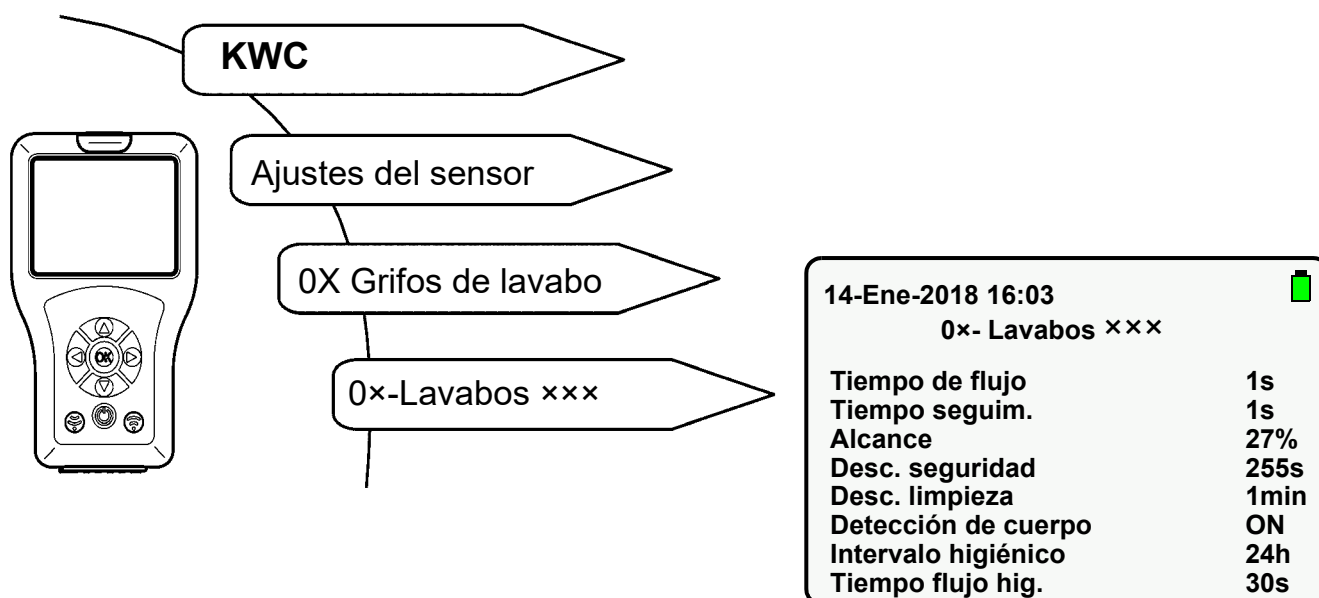 KWC
Ajustes del sensor
0X Grifos de lavabo
0×-Lavabos ×××
OK
14-Ene-2018 16:03
0×- Lavabos ×××
Tiempo de flujo 1s
Tiempo seguim. 1s
Alcance 27%
Desc. seguridad 255s
Desc. limpieza 1min
Detección de cuerpo ON
Intervalo higiénico 24h
Tiempo flujo hig. 30s